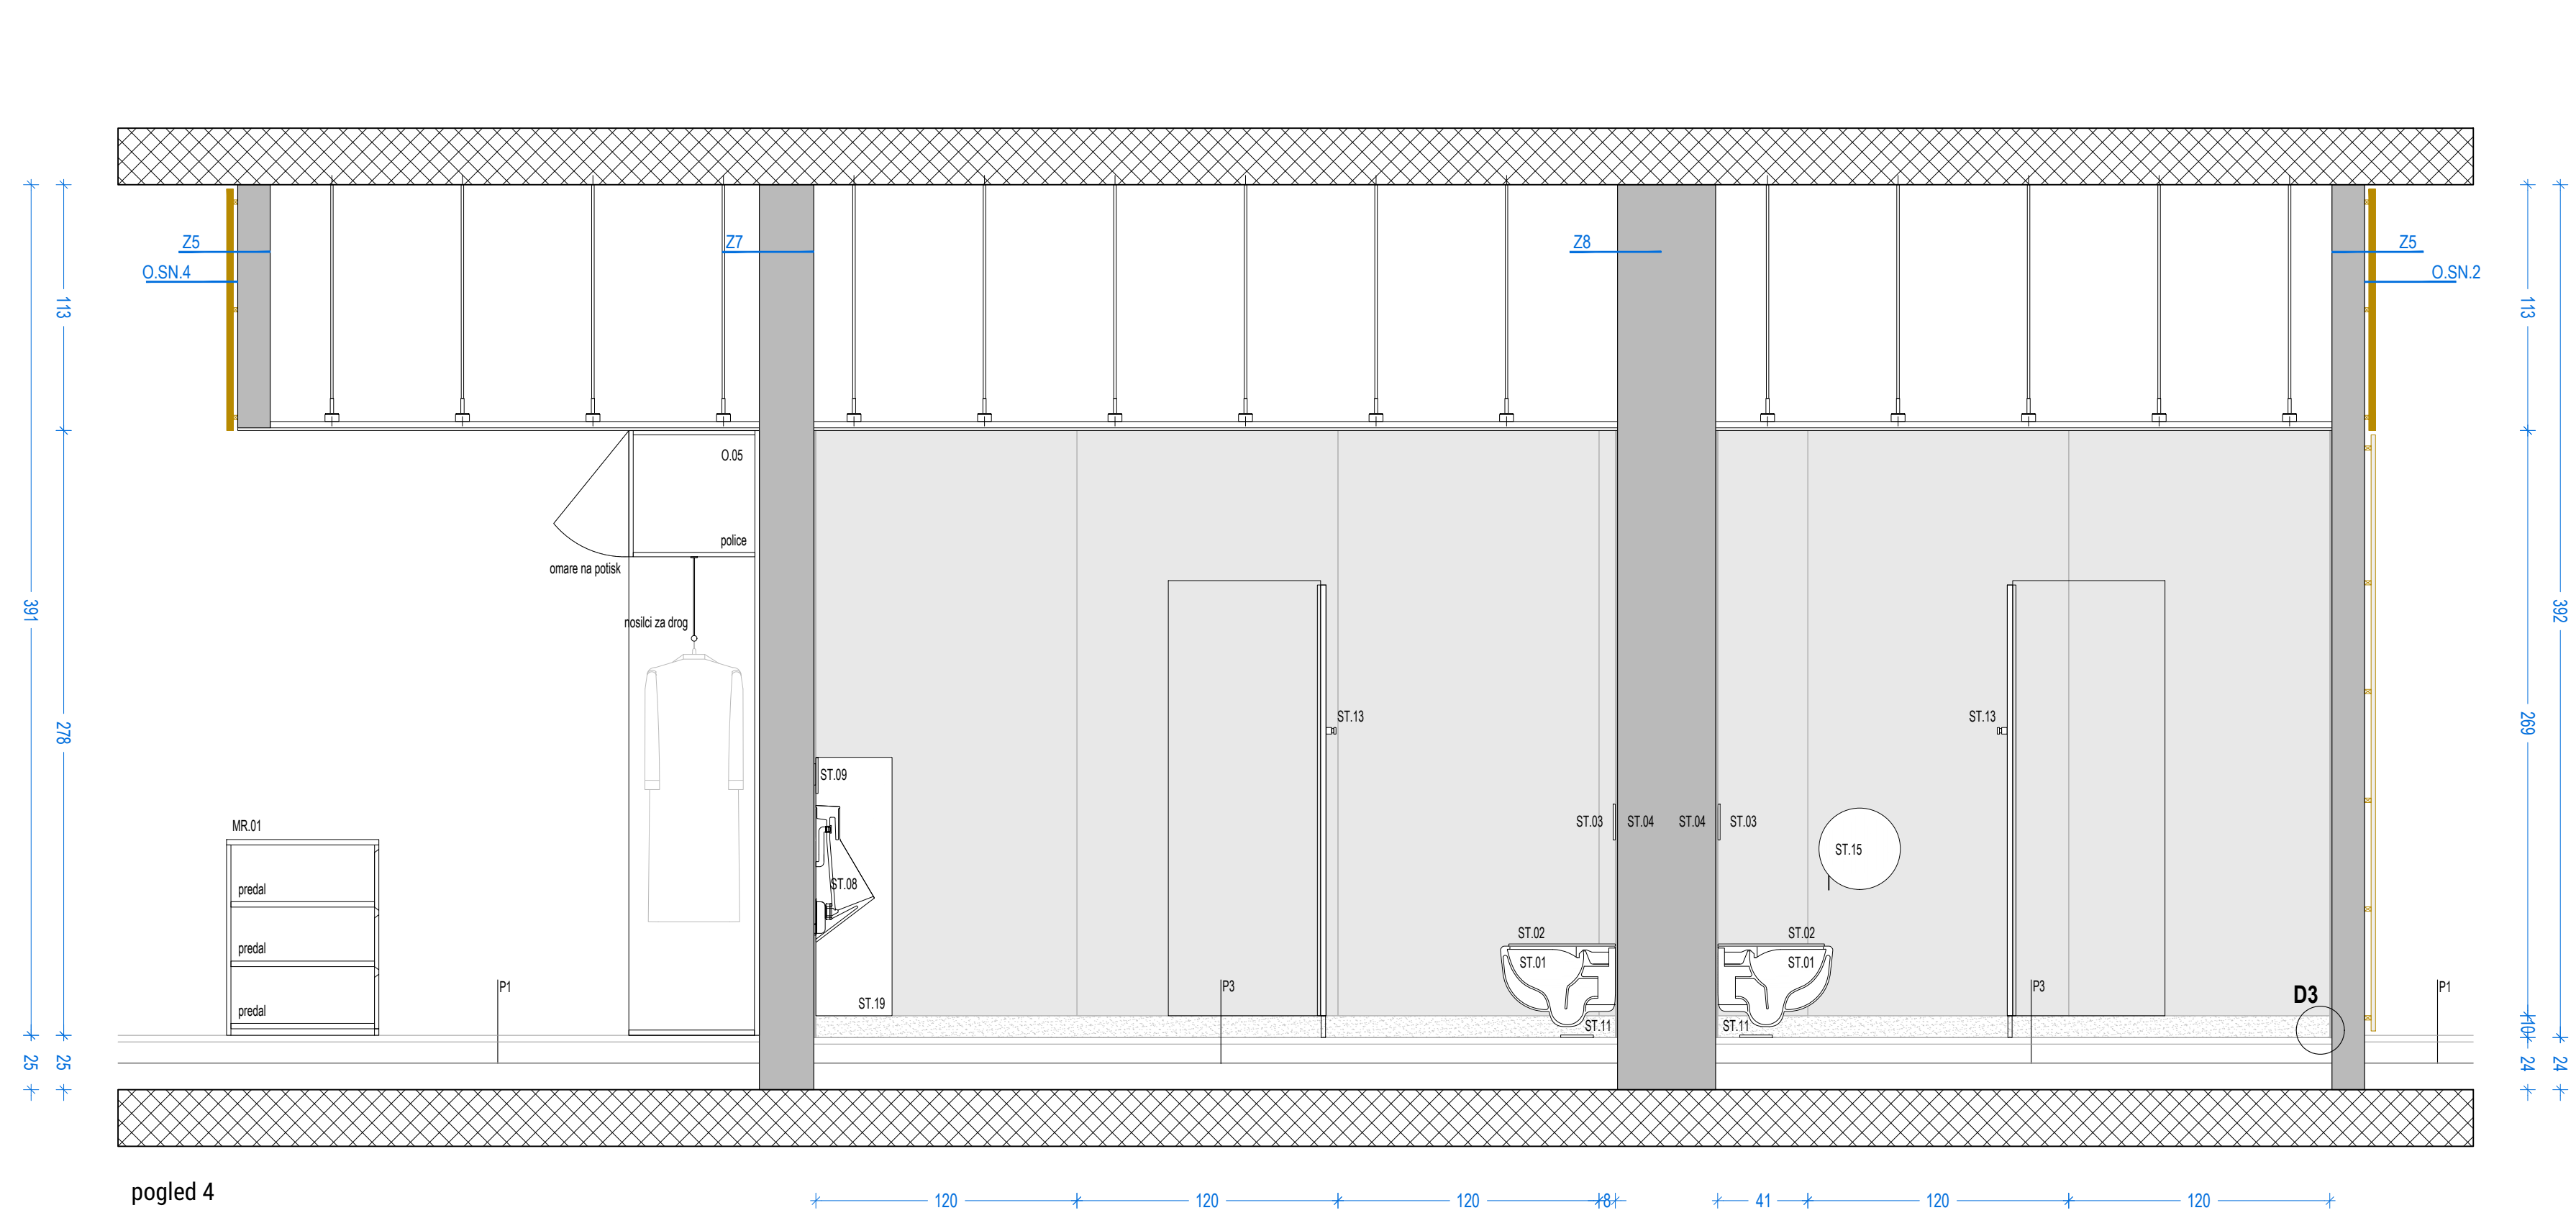 Z5
Z7
Z8
Z5
O.SN.4
O.SN.2
113
113
O.05
police
omare na potisk
391
392
nosilci za drog
278
269
ST.13
ST.13
ST.09
MR.01
ST.03
ST.04
ST.04
ST.03
ST.15
predal
ST.08
ST.02
ST.02
predal
ST.01
ST.01
P1
P3
P3
P1
D3
ST.19
predal
ST.11
ST.11
10
25
25
24
24
pogled 4
120
120
120
8
41
120
120